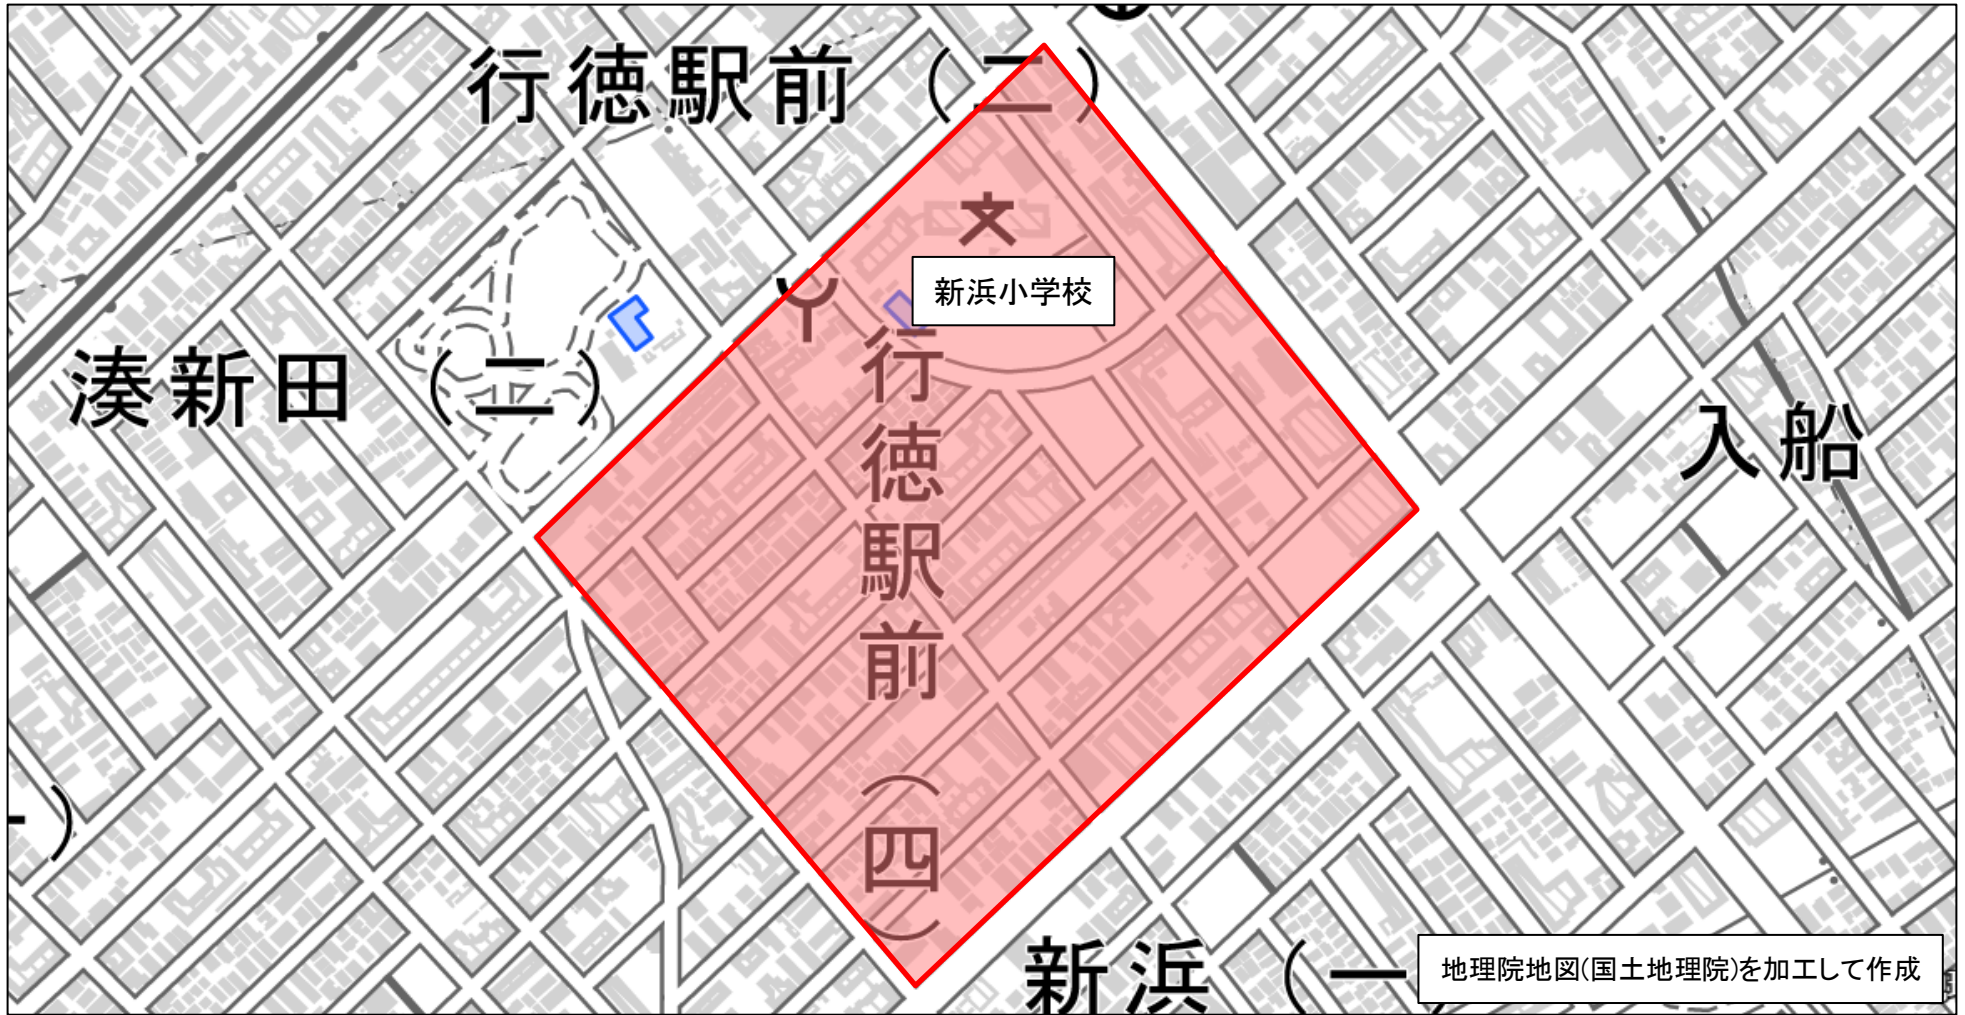 行徳駅前(二)
新浜小学校
湊新田(二)
行徳駅前(四)
入船
新浜(一
地理院地図(国土地理院)を加工して作成